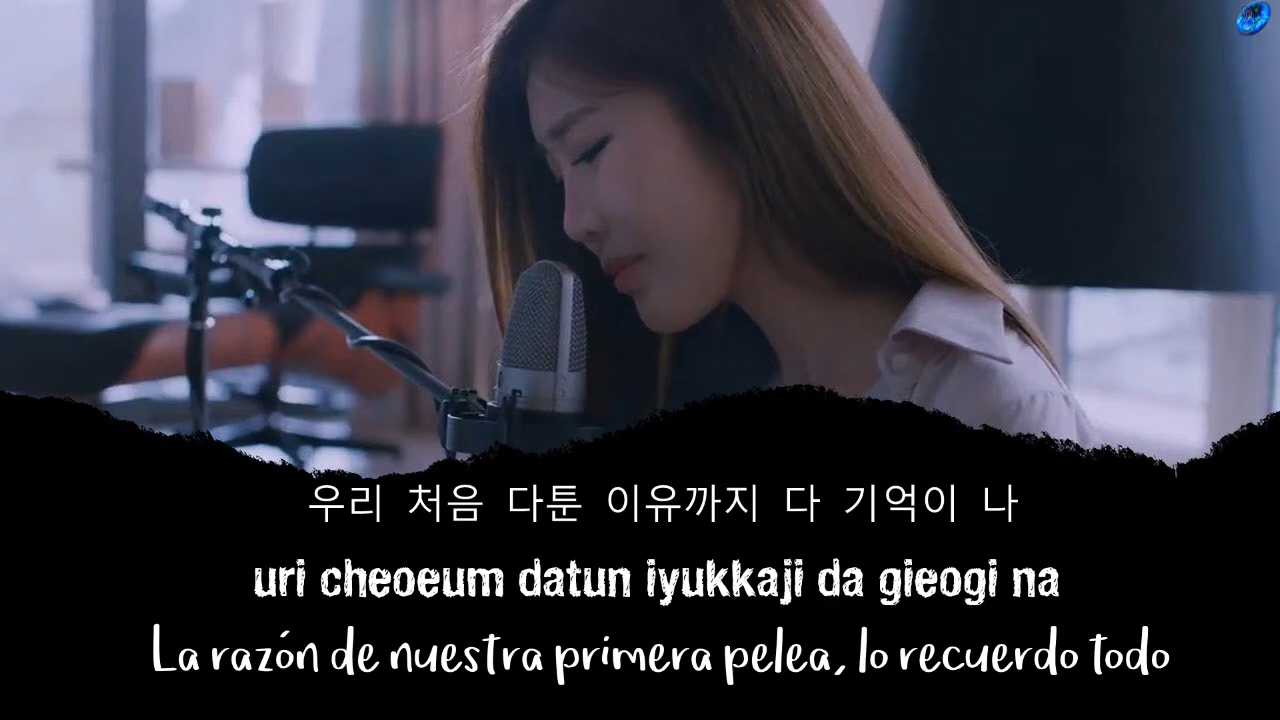 우리 처음 다툰 이유까지 다 기억이 나
uri cheoeum datun iyukkaji da gieogi na
La razón de nuestra primera pelea, lo recuerdo todo